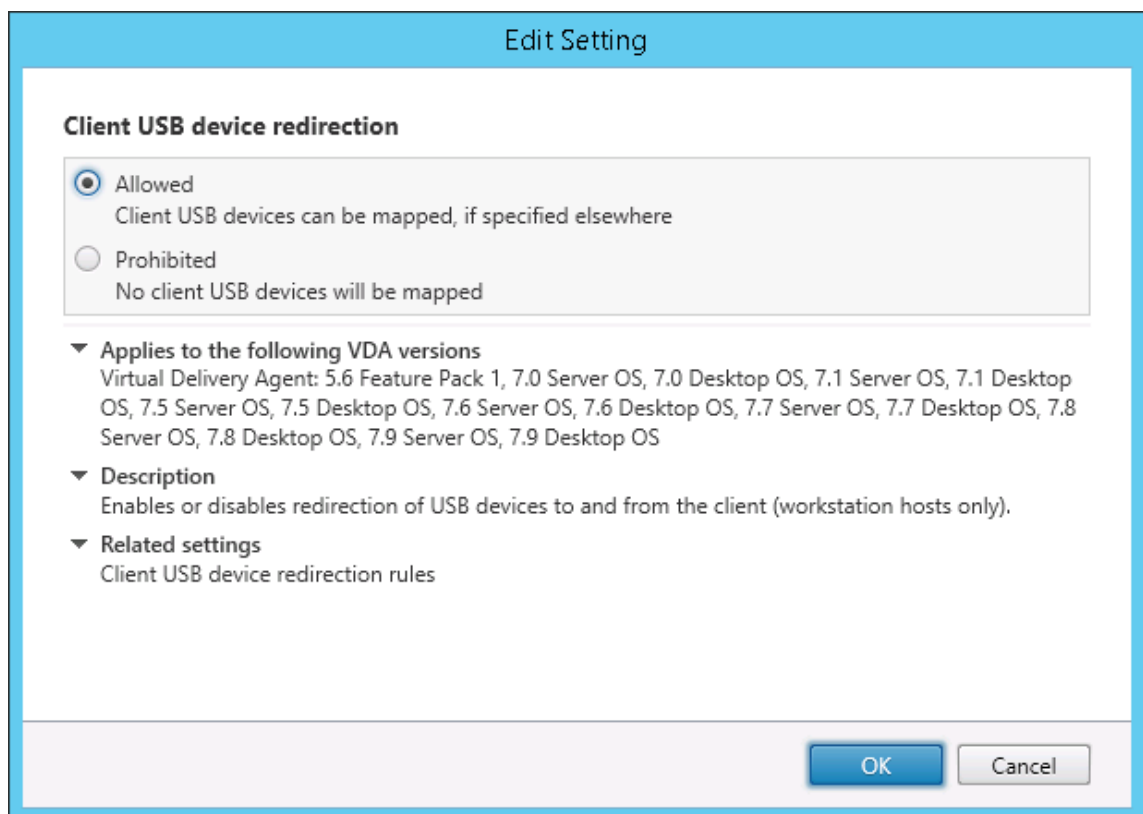 Edit Setting
Client USB device redirection
Allowed
Client USB devices can be mapped, if specified elsewhere
Prohibited
No client USB devices will be mapped
Applies to the following VDA versions
Virtual Delivery Agent: 5.6 Feature Pack 1, 7.0 Server OS, 7.0 Desktop OS, 7.1 Server OS, 7.1 Desktop
OS, 7.5 Server OS, 7.5 Desktop OS, 7.6 Server OS, 7.6 Desktop OS, 7.7 Server OS, 7.7 Desktop OS, 7.8
Server OS, 7.8 Desktop OS, 7.9 Server OS, 7.9 Desktop OS
Description
Enables or disables redirection of USB devices to and from the client (workstation hosts only).
Related settings
Client USB device redirection rules
OK
Cancel